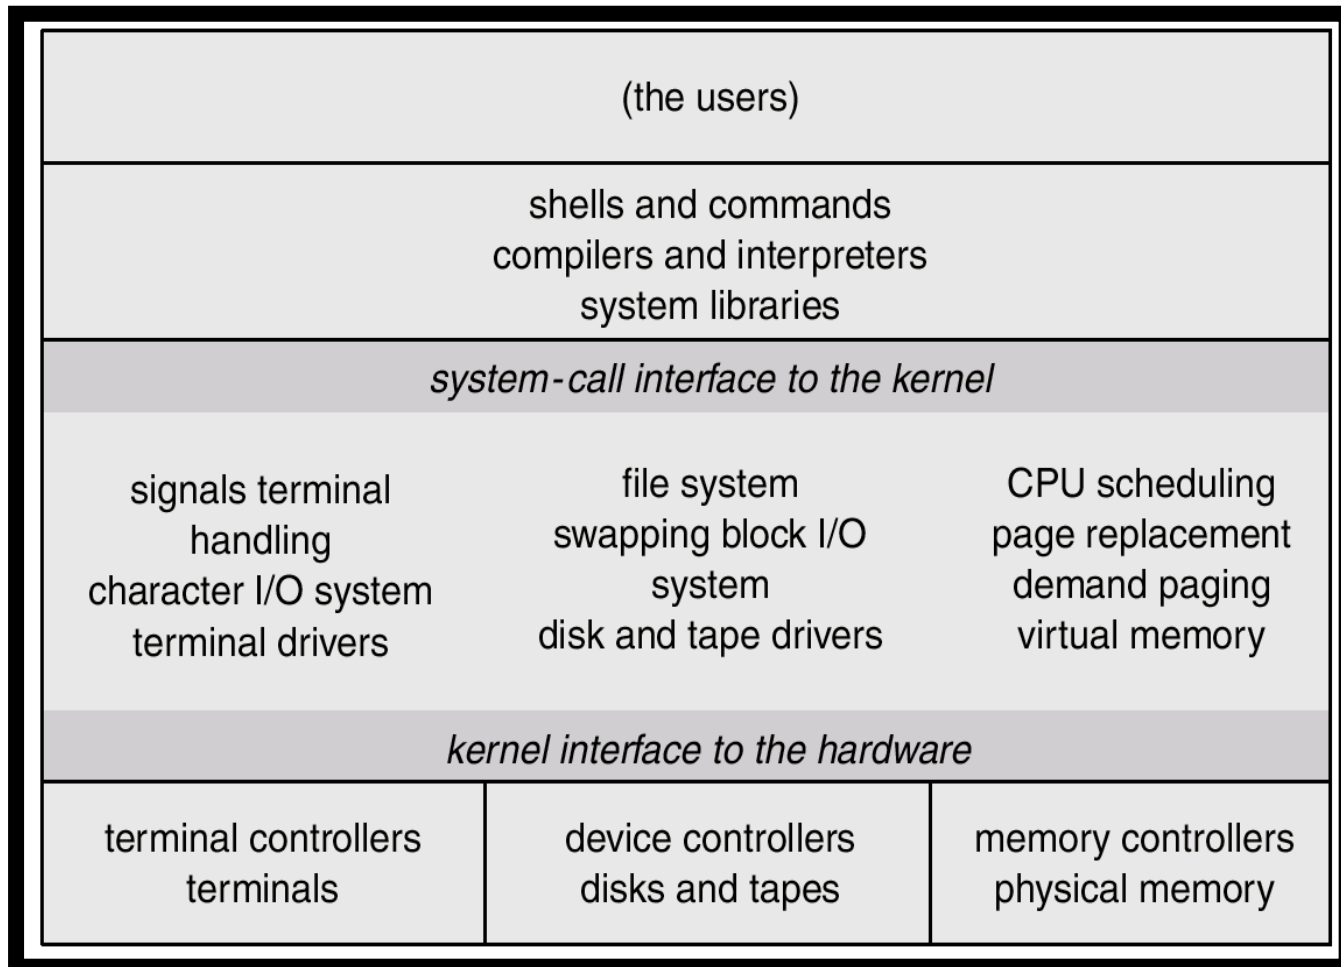 (the users)
shells and commands
compilers and interpreters
system libraries
system-call interface to the kernel
signals terminal
handling
character I/O system
terminal drivers
file system
swapping block I/O
system
disk and tape drivers
CPU scheduling
page replacement
demand paging
virtual memory
kernel interface to the hardware
terminal controllers
terminals
device controllers
disks and tapes
memory controllers
physical memory